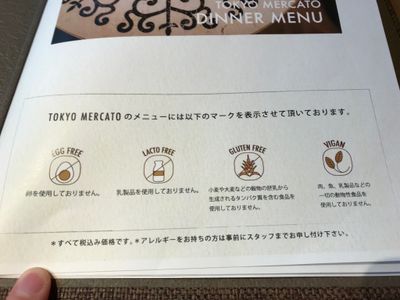 TOKYO MERCATO
DINNER MENU
TOKYO MERCATO のメニューには以下のマークを表示させて頂いております。
EGG FREE
卵を使用しておりません。
LACTO FREE
乳製品を使用しておりません。
GLUTEN FREE
小麦や大麦などの穀物の胚乳から
生成されるタンパク質を含む食品を
使用しておりません。
VIGAN
肉、魚、乳製品などの
一切の動物性食品を
使用しておりません。
＊すべて税込み価格です。＊アレルギーをお持ちの方は事前にスタッフまでお申し付け下さい。